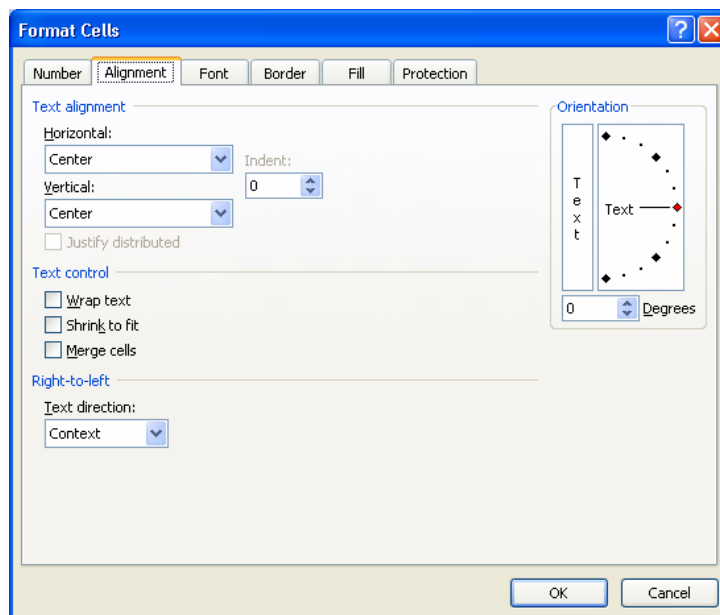 Format Cells
Number Alignment Font Border Fill Protection
Text alignment
Horizontal:
Center
Indent:
0
Vertical:
Center
Justify distributed
Text control
Wrap text
Shrink to fit
Merge cells
Right-to-left
Text direction:
Context
Orientation
Text
Text
0 Degrees
OK Cancel